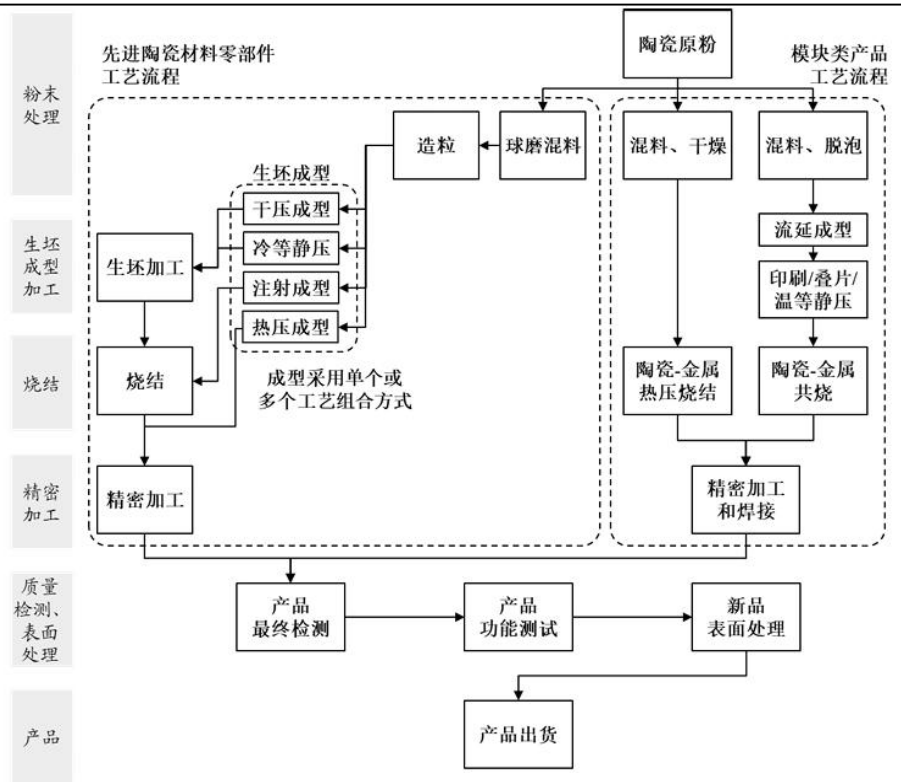 粉末
处理
生坯
成型
加工
烧结
精密
加工
质量
检测、
表面
处理
产品
先进陶瓷材料零部件
工艺流程
陶瓷原粉
模块类产品
工艺流程
造粒
球磨混料
混料、干燥
混料、脱泡
生坯成型
干压成型
冷等静压
注射成型
热压成型
生坯加工
流延成型
印刷/叠片/
温等静压
烧结
成型采用单个或
多个工艺组合方式
陶瓷-金属
热压烧结
陶瓷-金属
共烧
精密加工
精密加工
和焊接
产品
最终检测
产品
功能测试
新品
表面处理
产品出货